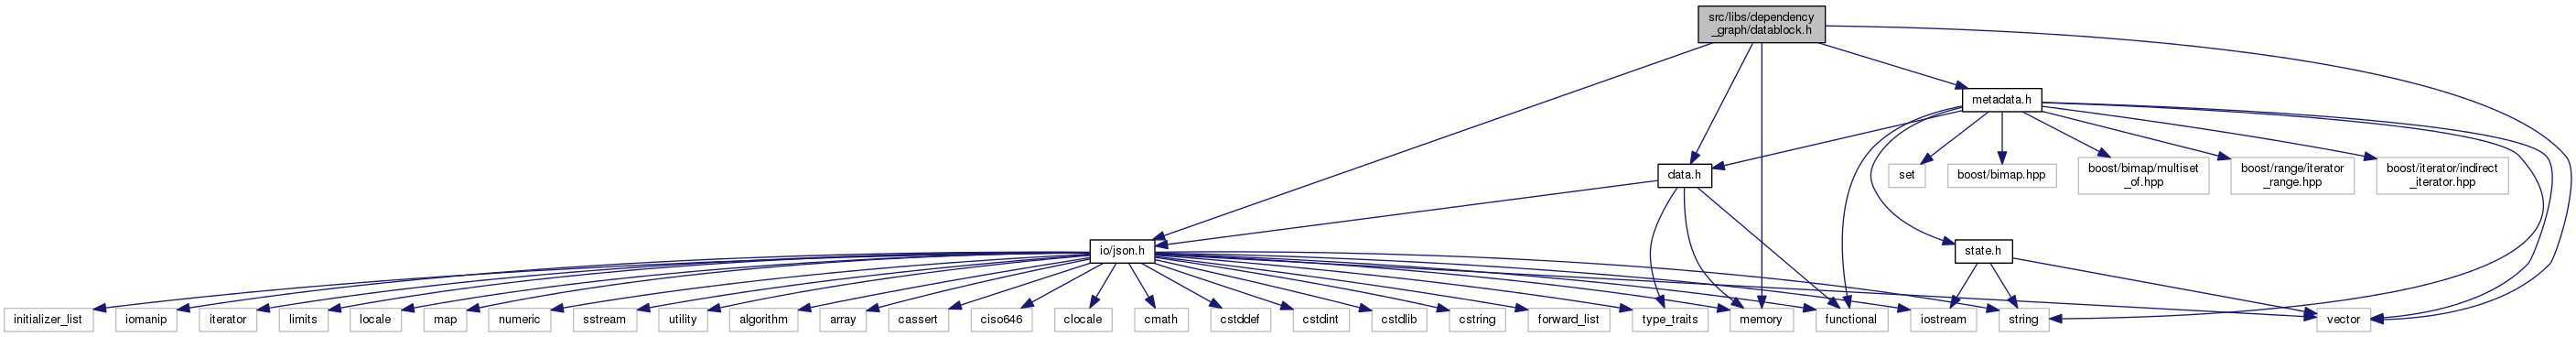 src/libs/dependency
_graph/datablock.h
metadata.h
data.h
set
boost/bimap.hpp
boost/bimap/multiset
_of.hpp
boost/range/iterator
_range.hpp
boost/iterator/indirect
_iterator.hpp
io/json.h
state.h
initializer_list
iomanip
iterator
limits
locale
map
numeric
sstream
utility
algorithm
array
cassert
ciso646
clocale
cmath
cstddef
cstdint
cstdlib
cstring
forward_list
type_traits
memory
functional
iostream
string
vector